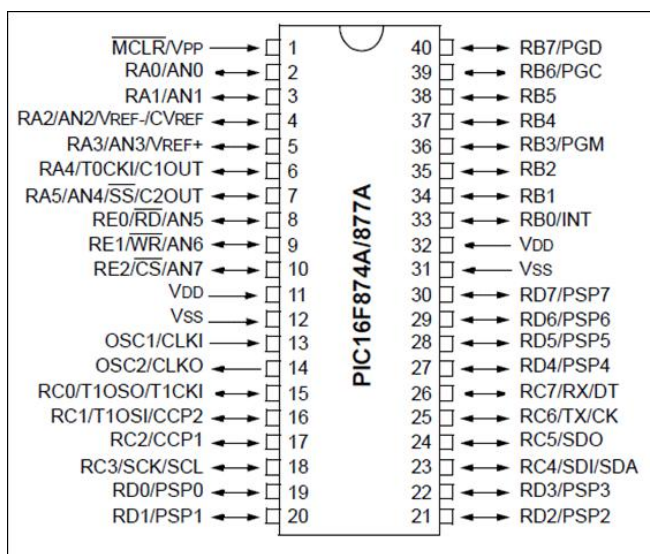 MCLR/VPP 1 40 RB7/PGD
RA0/AN0 2 39 RB6/PGC
RA1/AN1 3 38 RB5
RA2/AN2/VREF-/CVREF 4 37 RB4
RA3/AN3/VREF+ 5 36 RB3/PGM
RA4/T0CKI/C1OUT 6 35 RB2
RA5/AN4/SS/C2OUT 7 34 RB1
RE0/RD/AN5 8 33 RB0/INT
RE1/WR/AN6 9 32 VDD
RE2/CS/AN7 10 31 VSS
VDD 11 30 RD7/PSP7
VSS 12 29 RD6/PSP6
OSC1/CLKI 13 28 RD5/PSP5
OSC2/CLKO 14 27 RD4/PSP4
RC0/T1OSO/T1CKI 15 26 RC7/RX/DT
RC1/T1OSI/CCP2 16 25 RC6/TX/CK
RC2/CCP1 17 24 RC5/SDO
RC3/SCK/SCL 18 23 RC4/SDI/SDA
RD0/PSP0 19 22 RD3/PSP3
RD1/PSP1 20 21 RD2/PSP2
PIC16F874A/877A